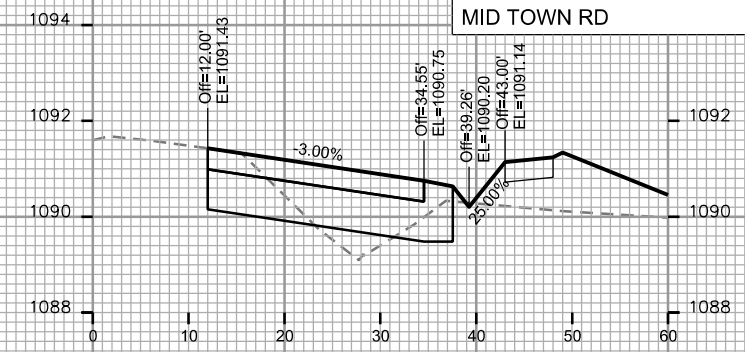 MID TOWN RD
1094
1092
1090
1088
1092
1090
1088
Off=12.00'
EL=1091.43
-3.00%
Off=34.55'
EL=1090.75
Off=39.26'
EL=1090.20
25.00%
Off=43.00'
EL=1091.14
0
10
20
30
40
50
60